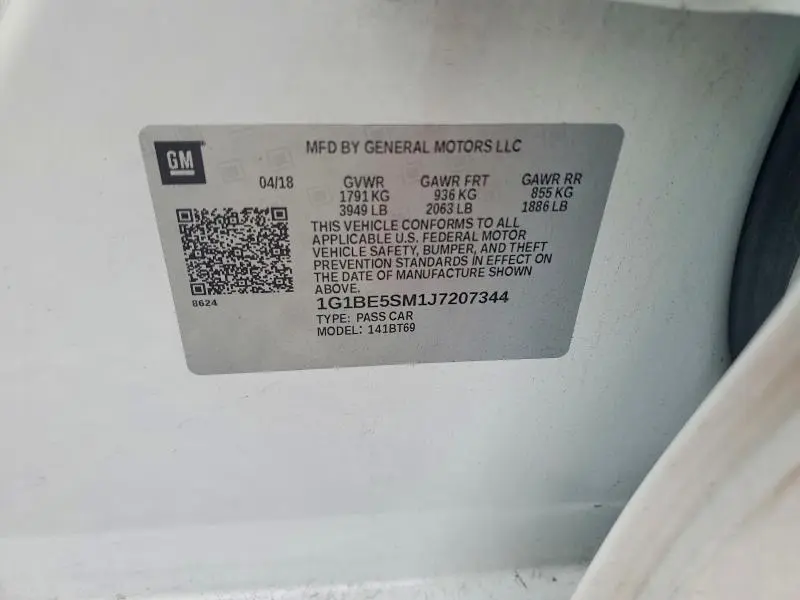 GM
MFD BY GENERAL MOTORS LLC
04/18 GVWR GAWR FRT GAWR RR
1791 KG 936 KG 855 KG
3949 LB 2063 LB 1886 LB
THIS VEHICLE CONFORMS TO ALL
APPLICABLE U.S. FEDERAL MOTOR
VEHICLE SAFETY, BUMPER, AND THEFT
PREVENTION STANDARDS IN EFFECT ON
THE DATE OF MANUFACTURE SHOWN
ABOVE.
8624
1G1BE5SM1J7207344
TYPE: PASS CAR
MODEL: 141BT69